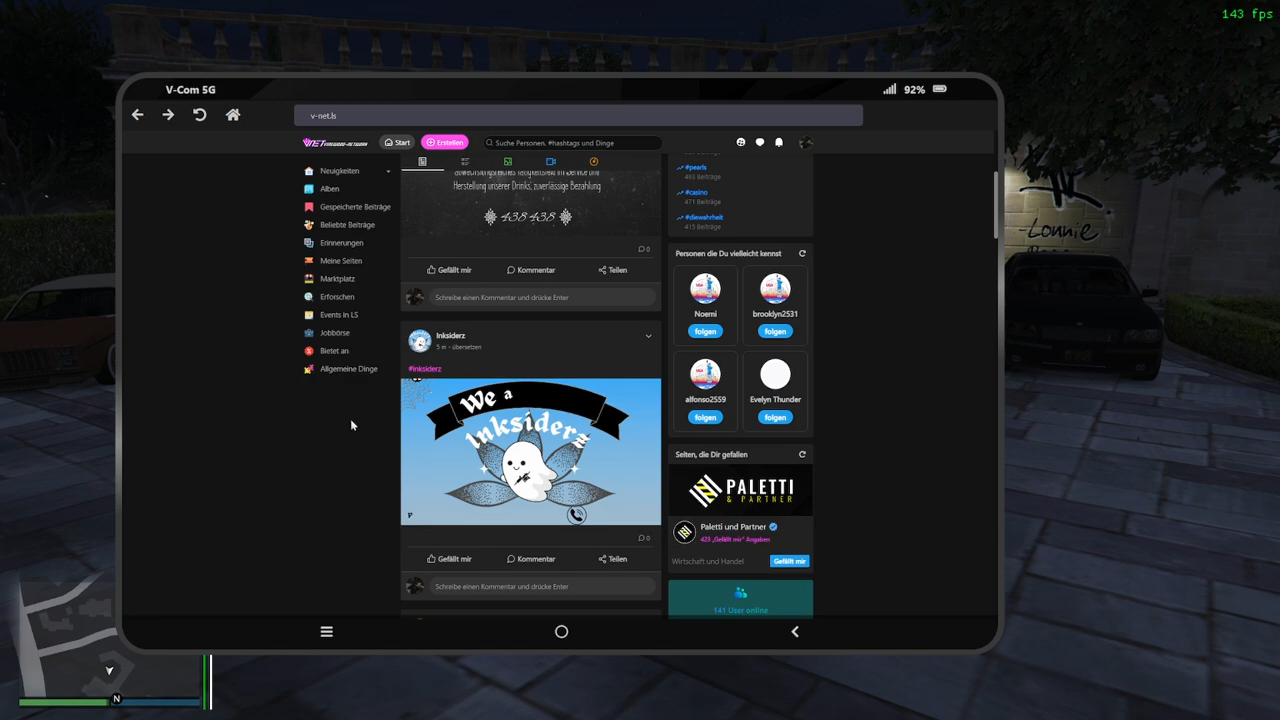 143 fps
V-Com 5G
92%
v-net.ls
VNET
Start
Erstellen
Suche Personen, #hashtags und Dinge
Neuigkeiten
Alben
Gespeicherte Beiträge
Beliebte Beiträge
Erinnerungen
Meine Seiten
Marktplatz
Erforschen
Events in LS
Jobbörse
Bietet an
Allgemeine Dinge
Herstellung unserer Drinks, zuverlässige Bezahlung
438 438
0
Gefällt mir
Kommentar
Teilen
Schreibe einen Kommentar und drücke Enter
Inksiderz
5 m - übersetzen
#inksiderz
We a
Inksiderz
0
Gefällt mir
Kommentar
Teilen
Schreibe einen Kommentar und drücke Enter
#pearls
493 Beiträge
#casino
471 Beiträge
#diewahrheit
415 Beiträge
Personen die Du vielleicht kennst
Noemi
brooklyn2531
folgen
folgen
alfonso2559
Evelyn Thunder
folgen
folgen
Seiten, die Dir gefallen
PALETTI
& PARTNER
Paletti und Partner
423 „Gefällt mir" Angaben
Wirtschaft und Handel
Gefällt mir
141 User online
-Lonnie
N